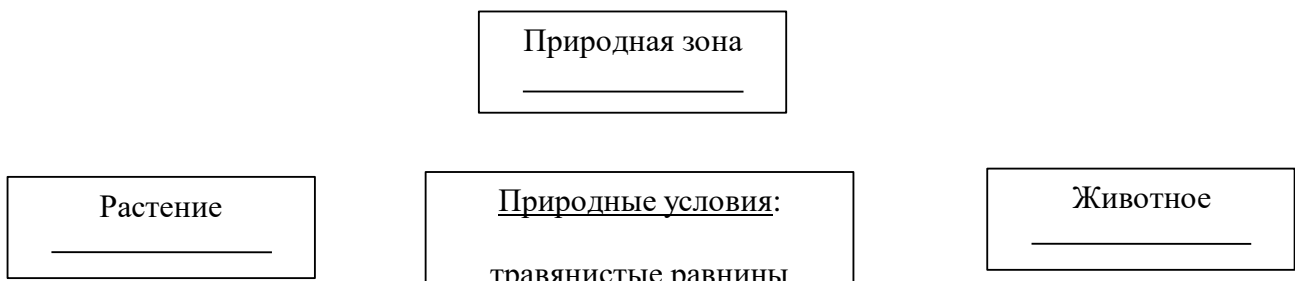 Природная зона
Растение
Природные условия:
травянистые равнины
Животное